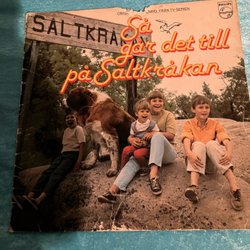 PHILIPS
SALTKRÅ
Så
går det till
på Saltkråkan